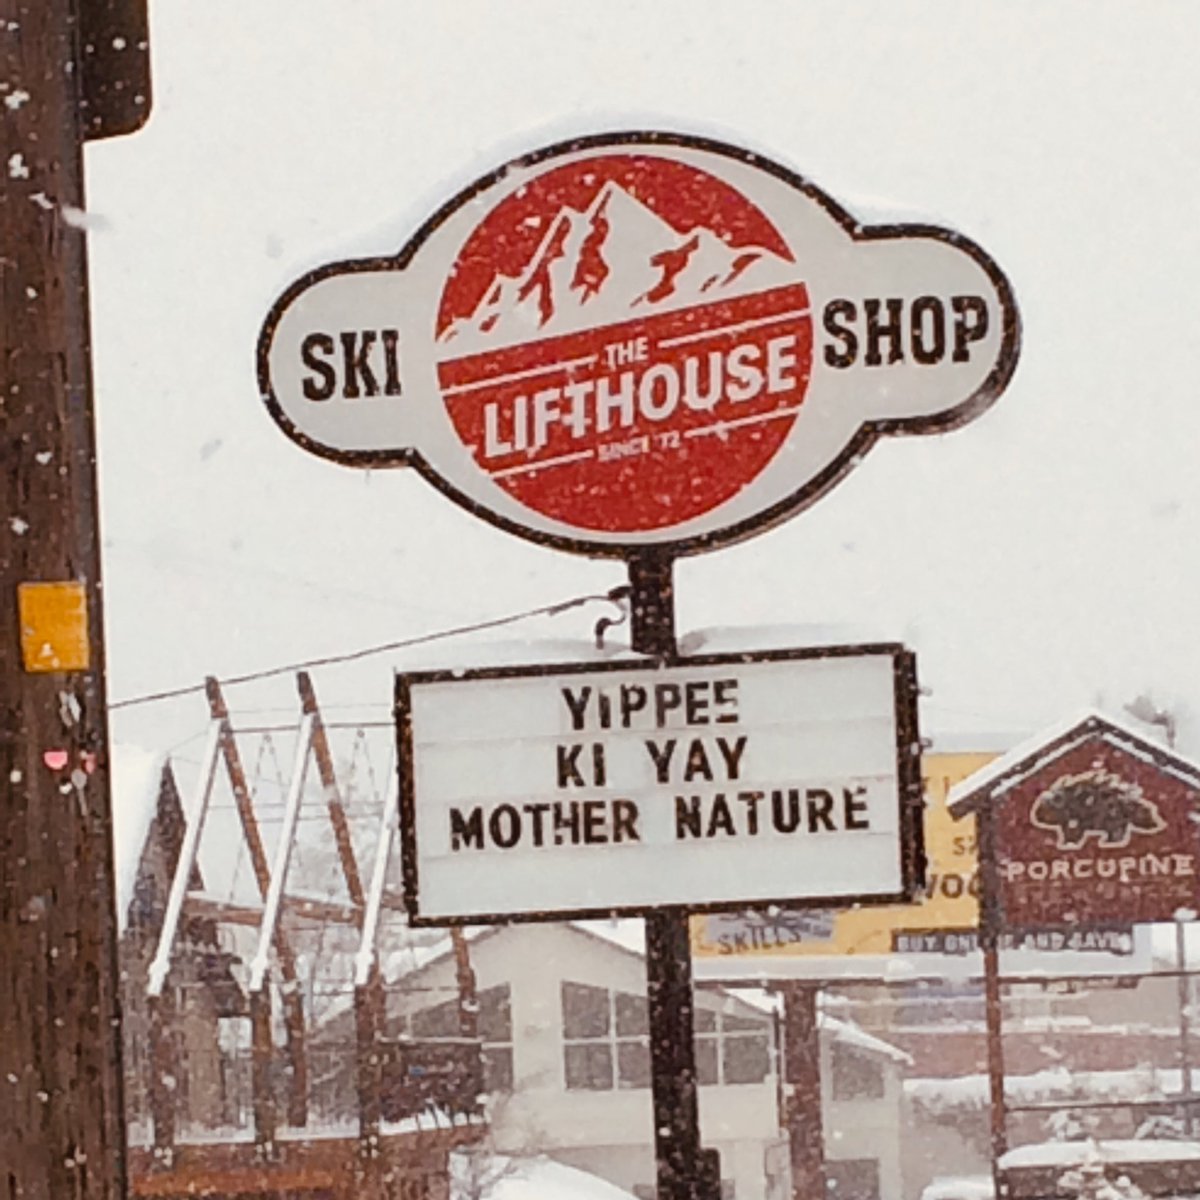 SKI
THE
LIFTHOUSE
SINCE '72
SHOP
YIPPEE
KI YAY
MOTHER NATURE
PORCUPINE
SKILLS
BUY ONLINE AND SAVE